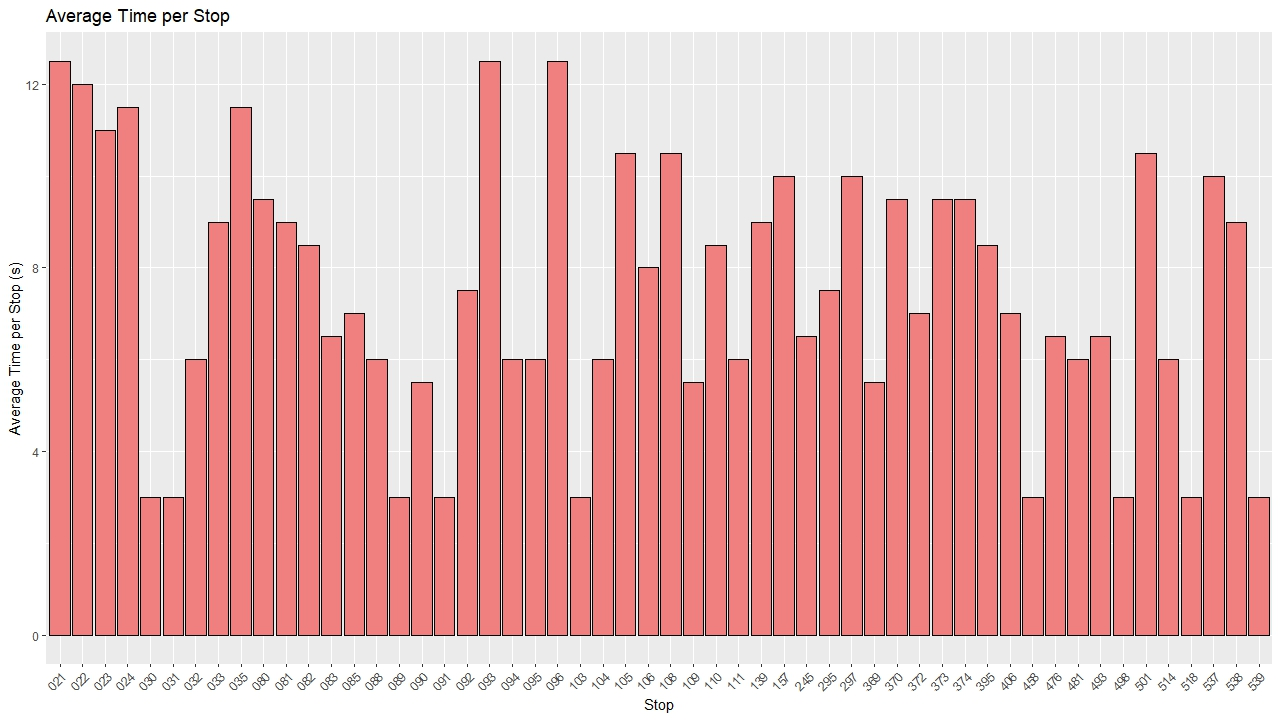 Average Time per Stop
Average Time per Stop (s)
12
8
4
0
021 022 023 024 030 031 032 033 035 080 081 082 083 085 088 089 090 091 092 093 094 095 096 103 104 105 106 108 109 110 111 139 157 245 295 297 369 370 372 373 374 395 406 458 476 481 493 498 501 514 518 537 538 539
Stop